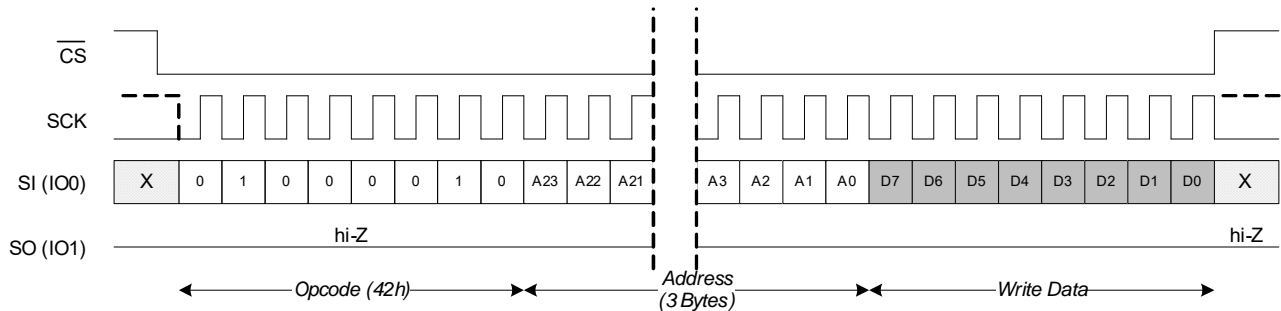 CS
SCK
SI (IO0) X 0 1 0 0 0 0 1 0 A23 A22 A21 A3 A2 A1 A0 D7 D6 D5 D4 D3 D2 D1 D0 X
hi-Z hi-Z
SO (IO1)
Opcode (42h) Address Write Data
(3 Bytes)